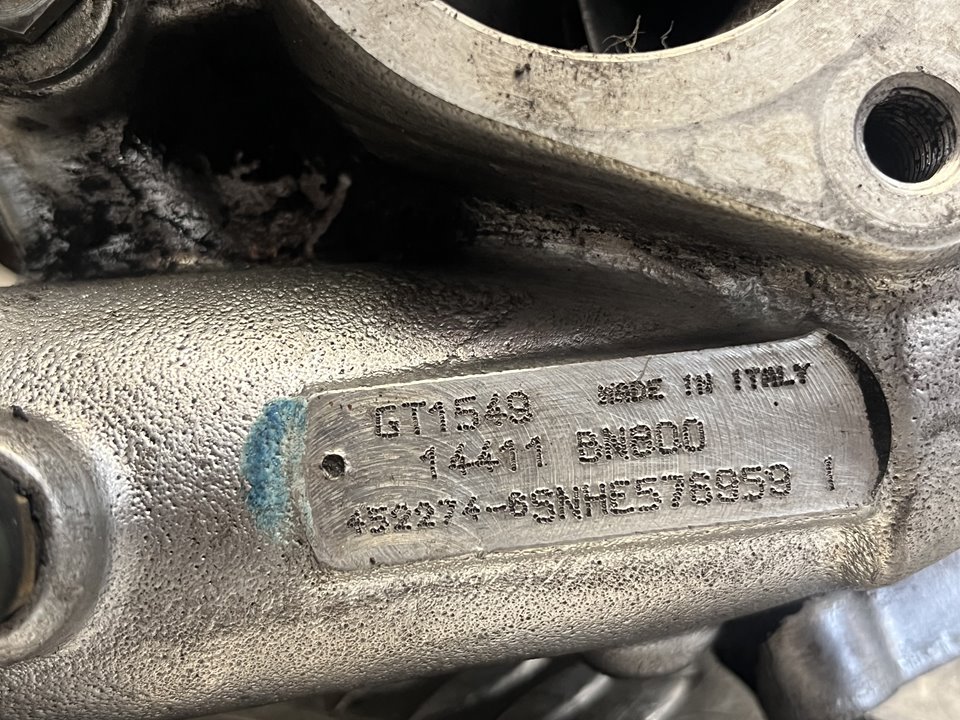 MADE IN ITALY
GT1549
14411 BN800
452274-6SNHE576959 1